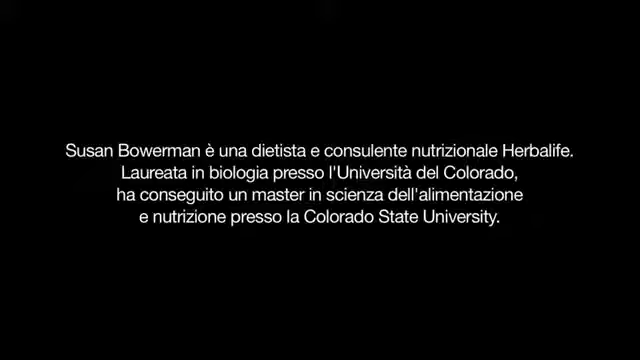 Susan Bowerman è una dietista e consulente nutrizionale Herbalife.
Laureata in biologia presso l'Università del Colorado,
ha conseguito un master in scienza dell'alimentazione
e nutrizione presso la Colorado State University.